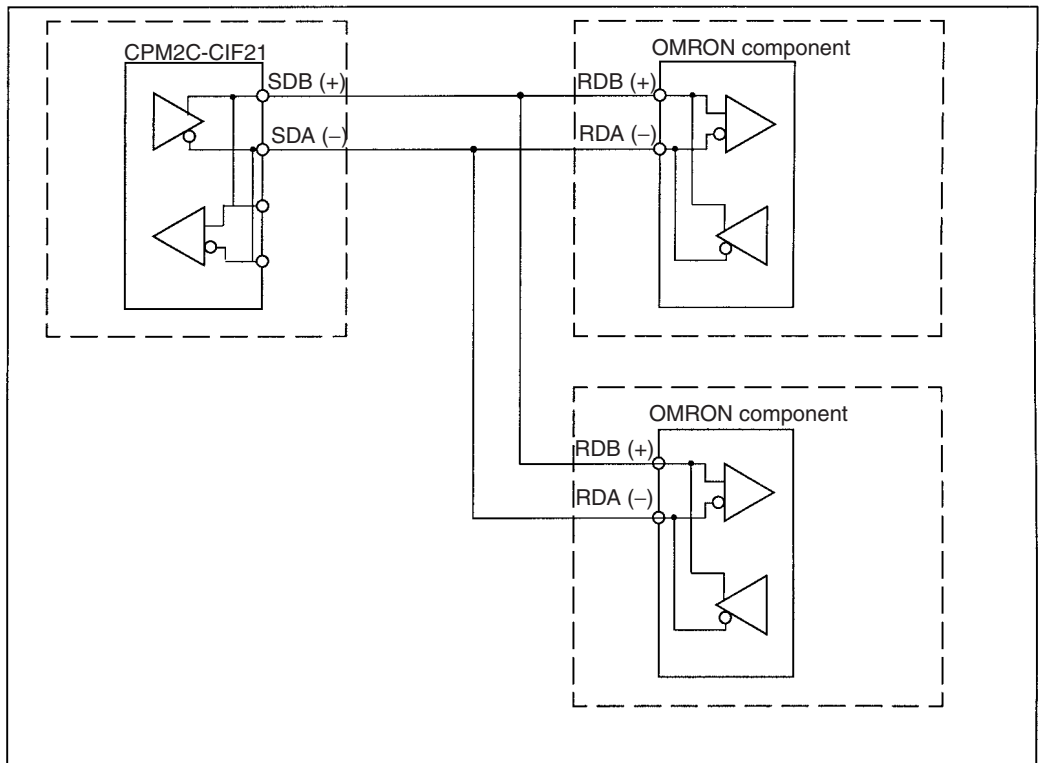 CPM2C-CIF21
OMRON component
SDB (+)
RDB (+)
SDA (−)
RDA (−)
OMRON component
RDB (+)
RDA (−)